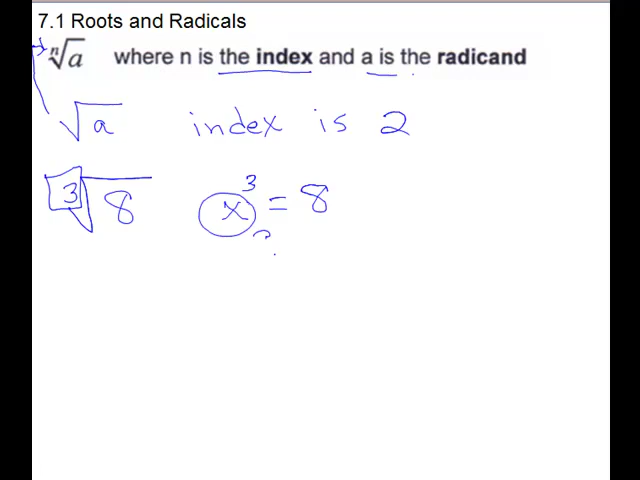 7.1 Roots and Radicals
ⁿ√a where n is the index and a is the radicand
√a index is 2
³√8 x³ = 8
?